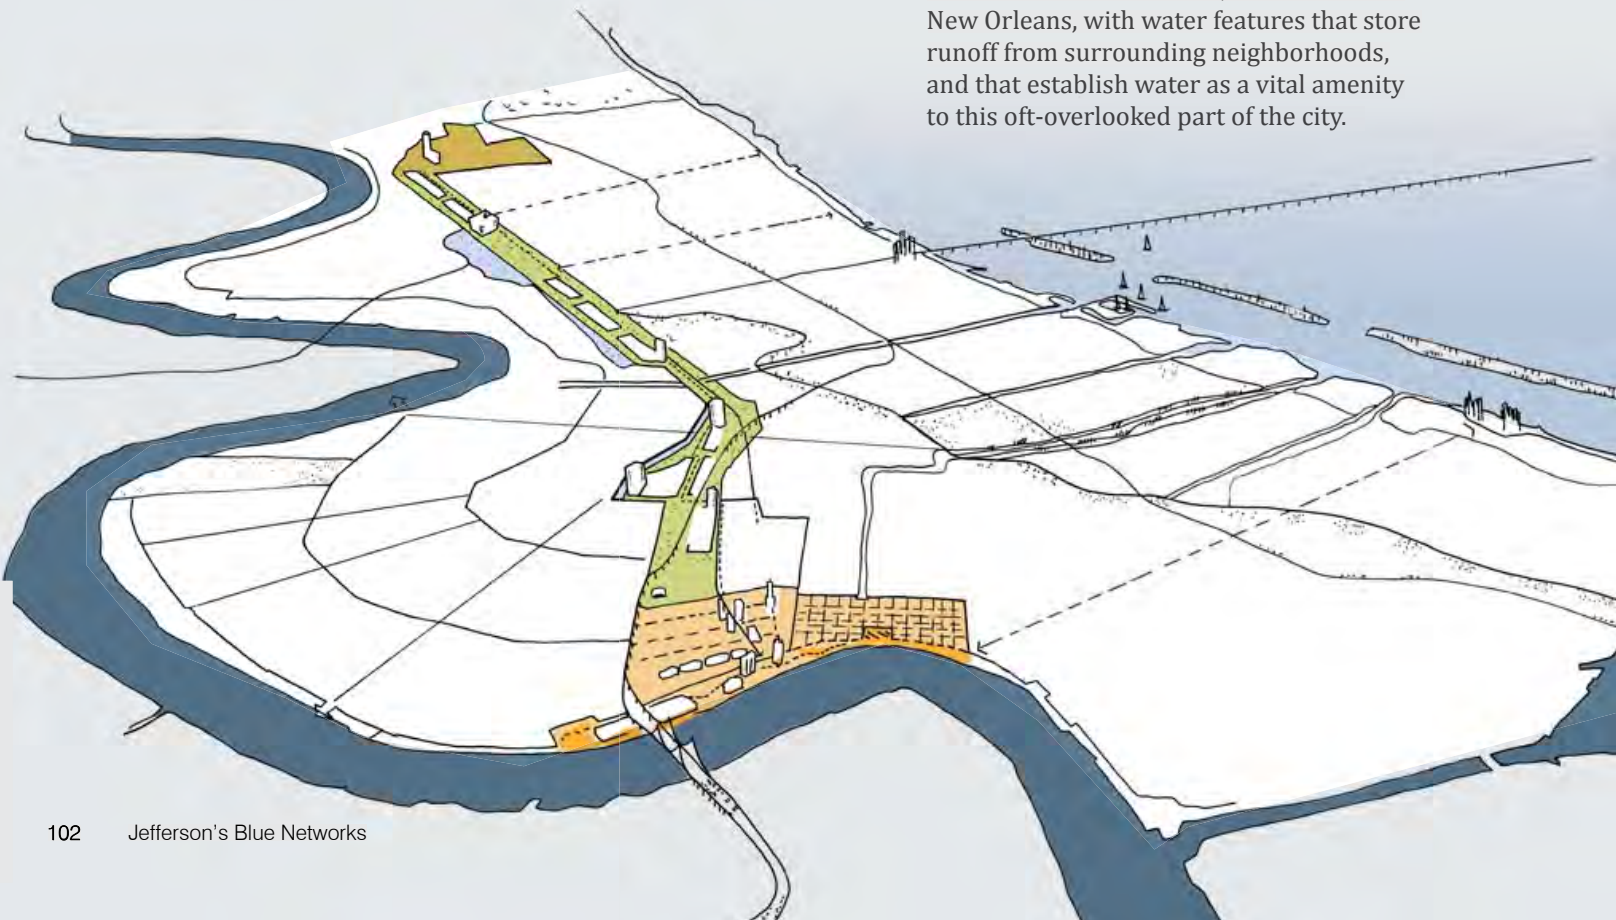 New Orleans, with water features that store
runoff from surrounding neighborhoods,
and that establish water as a vital amenity
to this oft-overlooked part of the city.
102 Jefferson's Blue Networks